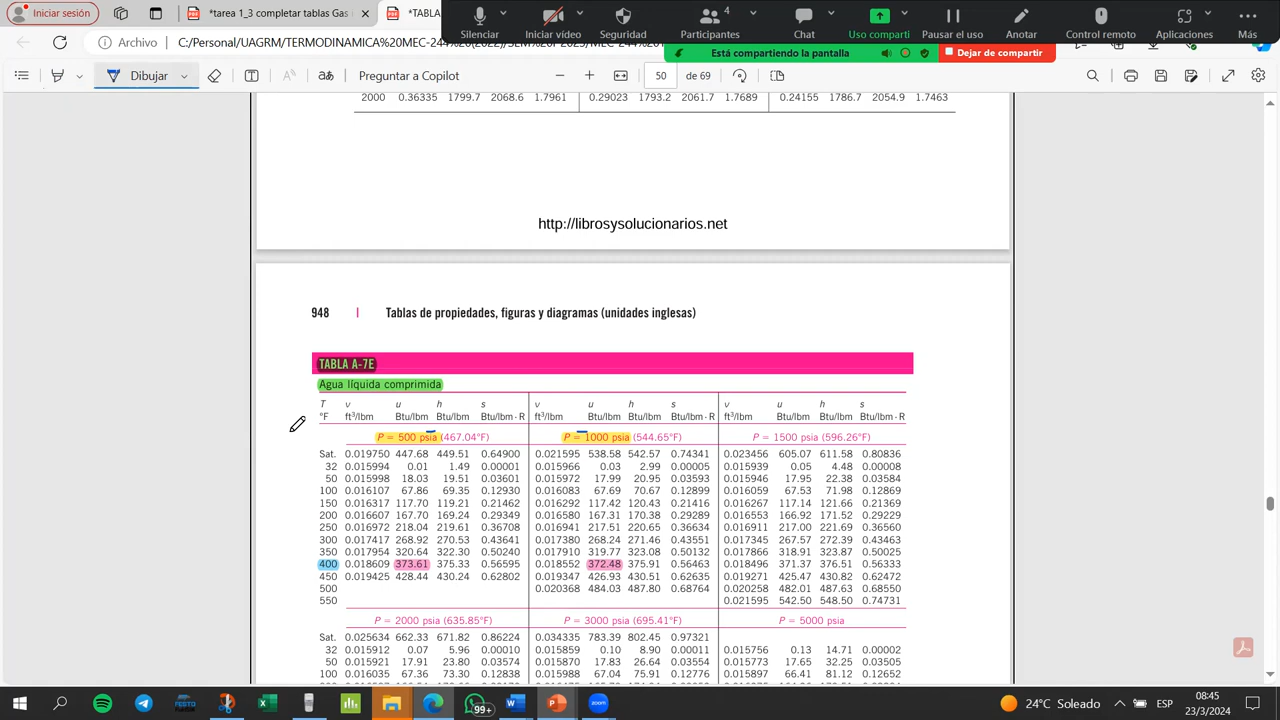 Iniciar sesión
*tarea 1_3 completar tablas Gas i
*TABLA
Silenciar
Iniciar vídeo
Seguridad
4
Participantes
Chat
Uso comparti
Pausar el uso
Anotar
Control remoto
Aplicaciones
Más
Está compartiendo la pantalla
Dejar de compartir
Archivo
C:/Personal/UAGRM/TERMODINAMICA%20MEC-244%20(2022)/SEM%20I-2023/MEC-244%20I
Dibujar
Preguntar a Copilot
50
de 69
2000 0.36335 1799.7 2068.6 1.7961 0.29023 1793.2 2061.7 1.7689 0.24155 1786.7 2054.9 1.7463
http://librosysolucionarios.net
948 | Tablas de propiedades, figuras y diagramas (unidades inglesas)
TABLA A-7E
Agua líquida comprimida
T v u h s v u h s v u h s
°F ft³/lbm Btu/lbm Btu/lbm Btu/lbm · R ft³/lbm Btu/lbm Btu/lbm Btu/lbm · R ft³/lbm Btu/lbm Btu/lbm Btu/lbm · R
P = 500 psia (467.04°F) P = 1000 psia (544.65°F) P = 1500 psia (596.26°F)
Sat. 0.019750 447.68 449.51 0.64900 0.021595 538.58 542.57 0.74341 0.023456 605.07 611.58 0.80836
32 0.015994 0.01 1.49 0.00001 0.015966 0.03 2.99 0.00005 0.015939 0.05 4.48 0.00008
50 0.015998 18.03 19.51 0.03601 0.015972 17.99 20.95 0.03593 0.015946 17.95 22.38 0.03584
100 0.016107 67.86 69.35 0.12930 0.016083 67.69 70.67 0.12899 0.016059 67.53 71.98 0.12869
150 0.016317 117.70 119.21 0.21462 0.016292 117.42 120.43 0.21416 0.016267 117.14 121.66 0.21369
200 0.016607 167.70 169.24 0.29349 0.016580 167.31 170.38 0.29289 0.016553 166.92 171.52 0.29229
250 0.016972 218.04 219.61 0.36708 0.016941 217.51 220.65 0.36634 0.016911 217.00 221.69 0.36560
300 0.017417 268.92 270.53 0.43641 0.017380 268.24 271.46 0.43551 0.017345 267.57 272.39 0.43463
350 0.017954 320.64 322.30 0.50240 0.017910 319.77 323.08 0.50132 0.017866 318.91 323.87 0.50025
400 0.018609 373.61 375.33 0.56595 0.018552 372.48 375.91 0.56463 0.018496 371.37 376.51 0.56333
450 0.019425 428.44 430.24 0.62802 0.019347 426.93 430.51 0.62635 0.019271 425.47 430.82 0.62472
500 0.020368 484.03 487.80 0.68764 0.020258 482.01 487.63 0.68550
550 0.021595 542.50 548.50 0.74731
P = 2000 psia (635.85°F) P = 3000 psia (695.41°F) P = 5000 psia
Sat. 0.025634 662.33 671.82 0.86224 0.034335 783.39 802.45 0.97321
32 0.015912 0.07 5.96 0.00010 0.015859 0.10 8.90 0.00011 0.015756 0.13 14.71 0.00002
50 0.015921 17.91 23.80 0.03574 0.015870 17.83 26.64 0.03554 0.015773 17.65 32.25 0.03505
100 0.016035 67.36 73.30 0.12838 0.015988 67.04 75.91 0.12776 0.015897 66.41 81.12 0.12652
99+
24°C Soleado
ESP
08:45
23/3/2024